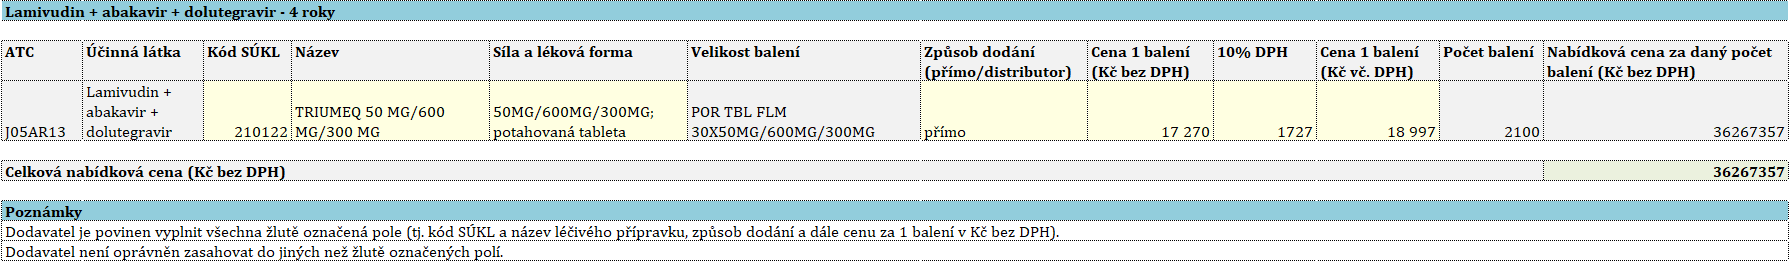 Lamivudin + abakavir + dolutegravir - 4 roky
ATC Účinná látka Kód SÚKL Název Síla a léková forma Velikost balení Způsob dodání (přímo/distributor) Cena 1 balení (Kč bez DPH) 10% DPH Cena 1 balení (Kč vč. DPH) Počet balení Nabídková cena za daný počet balení (Kč bez DPH)
J05AR13 Lamivudin + abakavir + dolutegravir 210122 TRIUMEQ 50 MG/600 MG/300 MG 50MG/600MG/300MG; potahovaná tableta POR TBL FLM 30X50MG/600MG/300MG přímo 17 270 1727 18 997 2100 36267357
Celková nabídková cena (Kč bez DPH) 36267357
Poznámky
Dodavatel je povinen vyplnit všechna žlutě označená pole (tj. kód SÚKL a název léčivého přípravku, způsob dodání a dále cenu za 1 balení v Kč bez DPH).
Dodavatel není oprávněn zasahovat do jiných než žlutě označených polí.